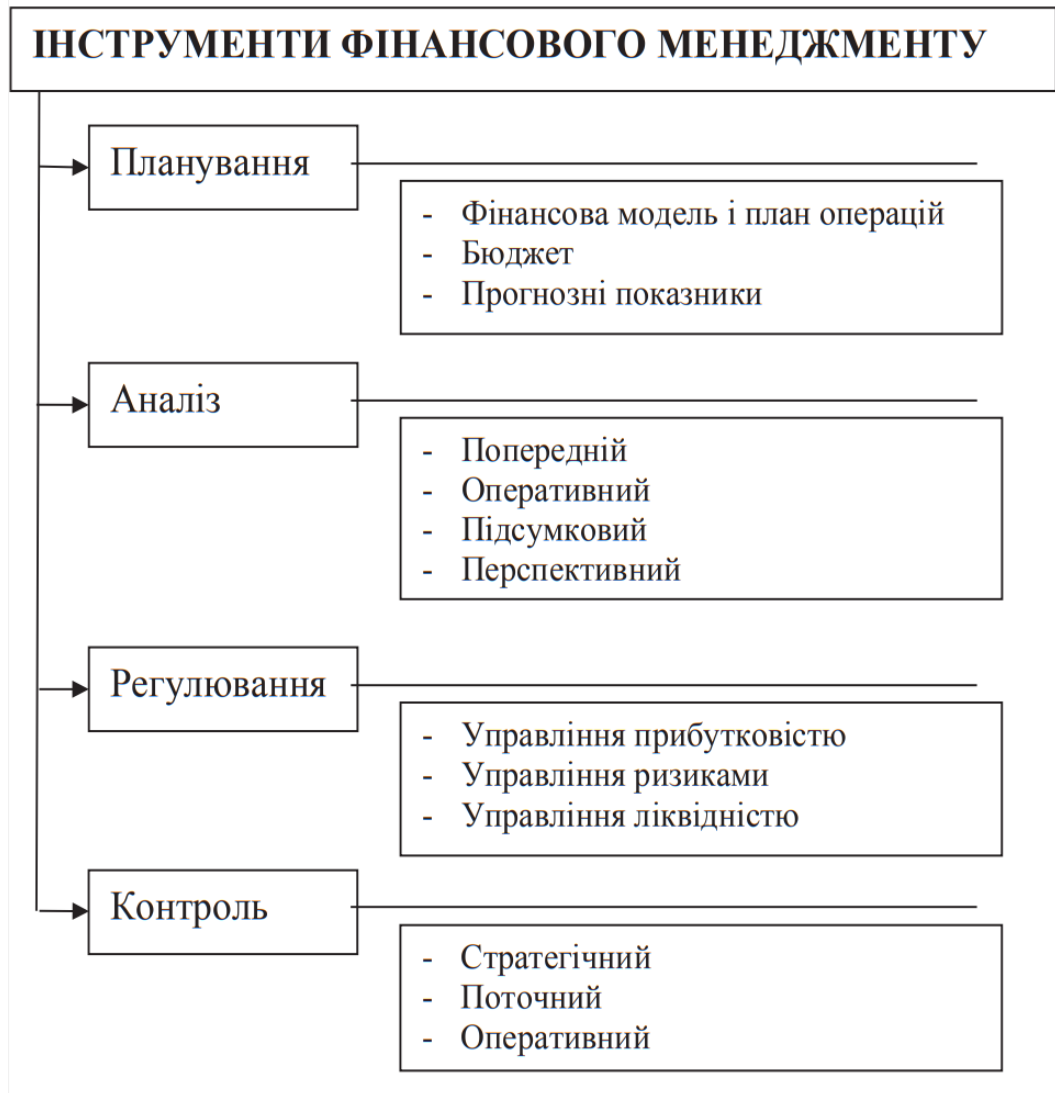 ІНСТРУМЕНТИ ФІНАНСОВОГО МЕНЕДЖМЕНТУ
Планування
- Фінансова модель і план операцій
- Бюджет
- Прогнозні показники
Аналіз
- Попередній
- Оперативний
- Підсумковий
- Перспективний
Регулювання
- Управління прибутковістю
- Управління ризиками
- Управління ліквідністю
Контроль
- Стратегічний
- Поточний
- Оперативний